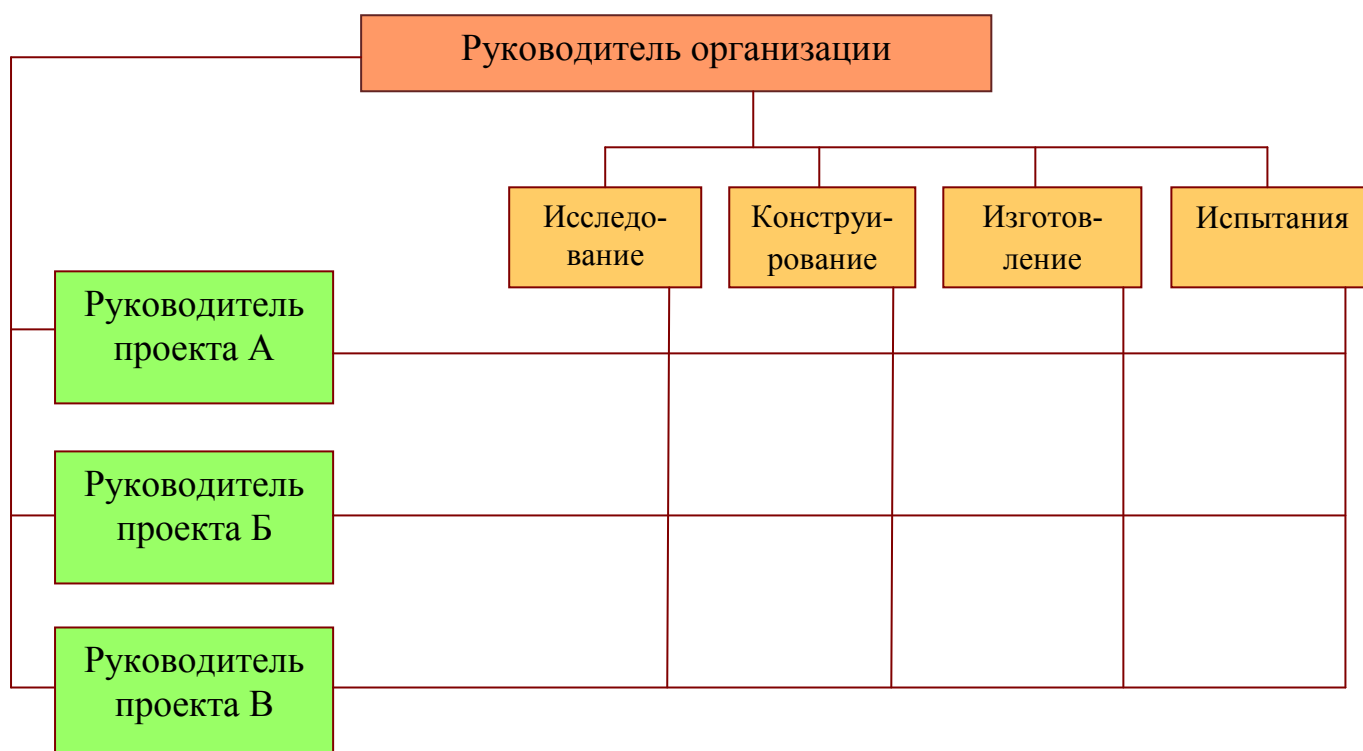 Руководитель организации
Исследо-
вание
Конструи-
рование
Изготов-
ление
Испытания
Руководитель
проекта А
Руководитель
проекта Б
Руководитель
проекта В